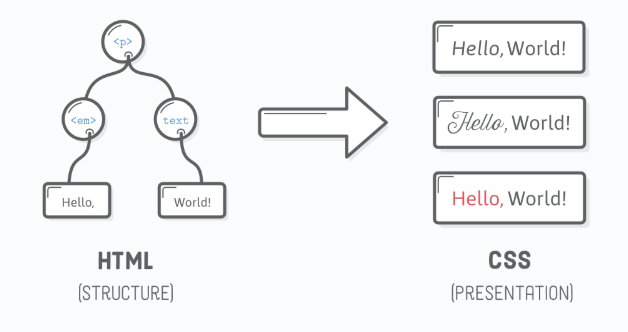 <p>
<em>
text
Hello,
World!
HTML
(STRUCTURE)
Hello, World!
Hello, World!
Hello, World!
CSS
(PRESENTATION)